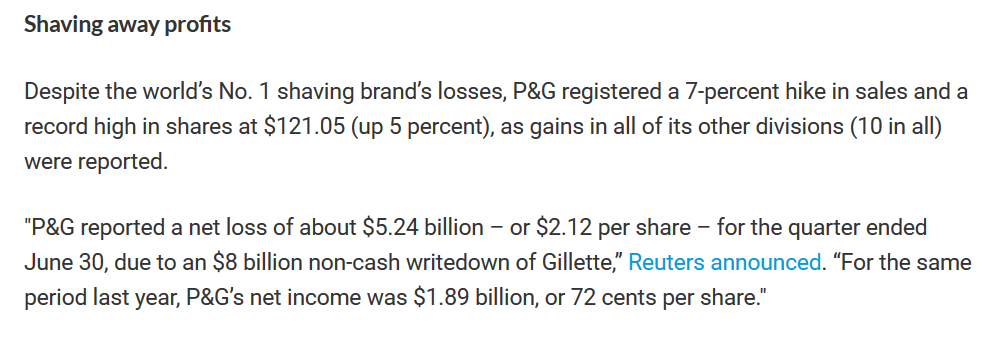 Shaving away profits
Despite the world’s No. 1 shaving brand’s losses, P&G registered a 7-percent hike in sales and a
record high in shares at $121.05 (up 5 percent), as gains in all of its other divisions (10 in all)
were reported.
"P&G reported a net loss of about $5.24 billion – or $2.12 per share – for the quarter ended
June 30, due to an $8 billion non-cash writedown of Gillette,” Reuters announced. “For the same
period last year, P&G’s net income was $1.89 billion, or 72 cents per share."